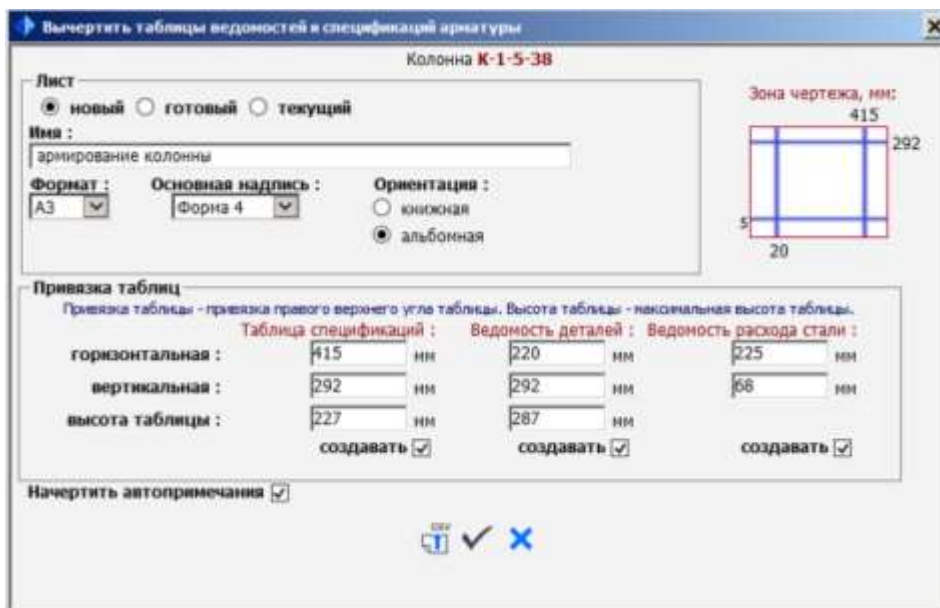 Вычертить таблицы ведомостей и спецификаций арматуры
Колонна К-1-5-38
Лист
новый готовый текущий
Имя :
армирование колонны
Формат : Основная надпись : Ориентация :
А3 Форма 4 книжная
альбомная
Зона чертежа, мм:
415
292
5
20
Привязка таблиц
Привязка таблицы - привязка правого верхнего угла таблицы. Высота таблицы - максимальная высота таблицы.
Таблица спецификаций : Ведомость деталей : Ведомость расхода стали :
горизонтальная : 415 мм 220 мм 225 мм
вертикальная : 292 мм 292 мм 68 мм
высота таблицы : 227 мм 287 мм
создавать создавать создавать
Начертить автопримечания